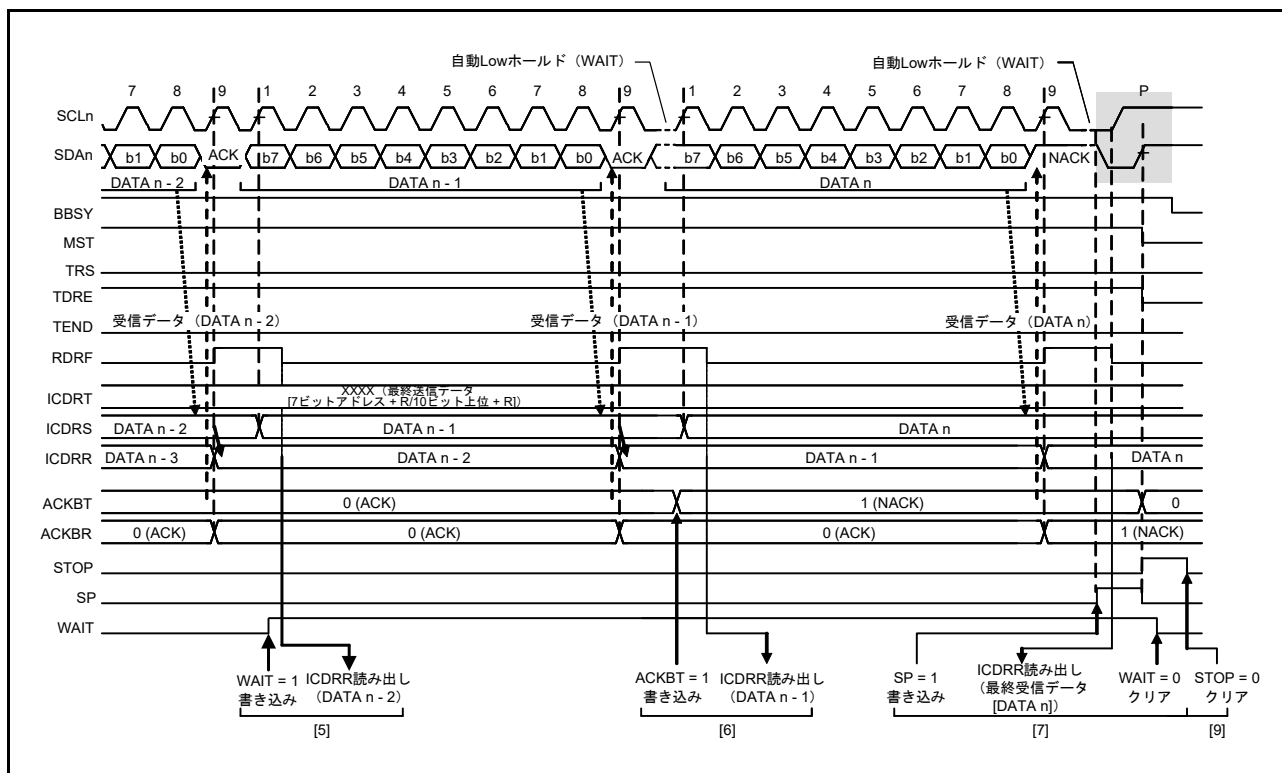 自動Lowホールド（WAIT）
自動Lowホールド（WAIT）
7 8 9 1 2 3 4 5 6 7 8 9 1 2 3 4 5 6 7 8 9 P
SCLn
SDAn b1 b0 ACK b7 b6 b5 b4 b3 b2 b1 b0 ACK b7 b6 b5 b4 b3 b2 b1 b0 NACK
DATA n - 2 DATA n - 1 DATA n
BBSY
MST
TRS
TDRE
受信データ（DATA n - 2） 受信データ（DATA n - 1） 受信データ（DATA n）
TEND
RDRF
ICDRT
XXXX（最終送信データ
[7ビットアドレス + R/10ビット上位 + R]）
ICDRS DATA n - 2 DATA n - 1 DATA n
ICDRR DATA n - 3 DATA n - 2 DATA n - 1 DATA n
ACKBT 0 (ACK) 1 (NACK) 0
ACKBR 0 (ACK) 0 (ACK) 0 (ACK) 1 (NACK)
STOP
SP
WAIT
WAIT = 1
書き込み
ICDRR読み出し
（DATA n - 2）
[5]
ACKBT = 1
書き込み
ICDRR読み出し
（DATA n - 1）
[6]
SP = 1
書き込み
ICDRR読み出し
（最終受信データ
[DATA n]）
WAIT = 0
クリア
[7]
STOP = 0
クリア
[9]